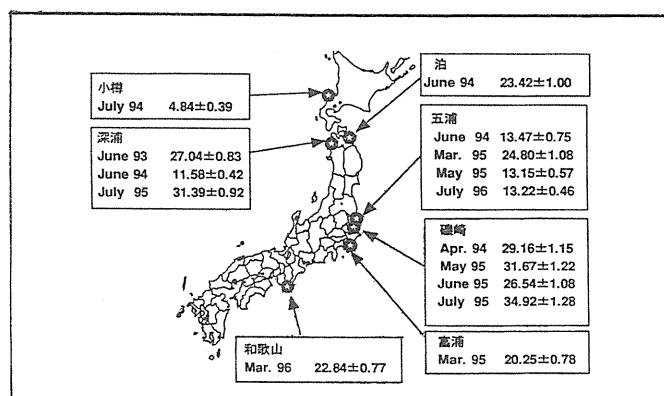 小樽
July 94 4.84±0.39
深浦
June 93 27.04±0.83
June 94 11.58±0.42
July 95 31.39±0.92
泊
June 94 23.42±1.00
五浦
June 94 13.47±0.75
Mar. 95 24.80±1.08
May 95 13.15±0.57
July 96 13.22±0.46
磯崎
Apr. 94 29.16±1.15
May 95 31.67±1.22
June 95 26.54±1.08
July 95 34.92±1.28
富浦
Mar. 95 20.25±0.78
和歌山
Mar. 96 22.84±0.77